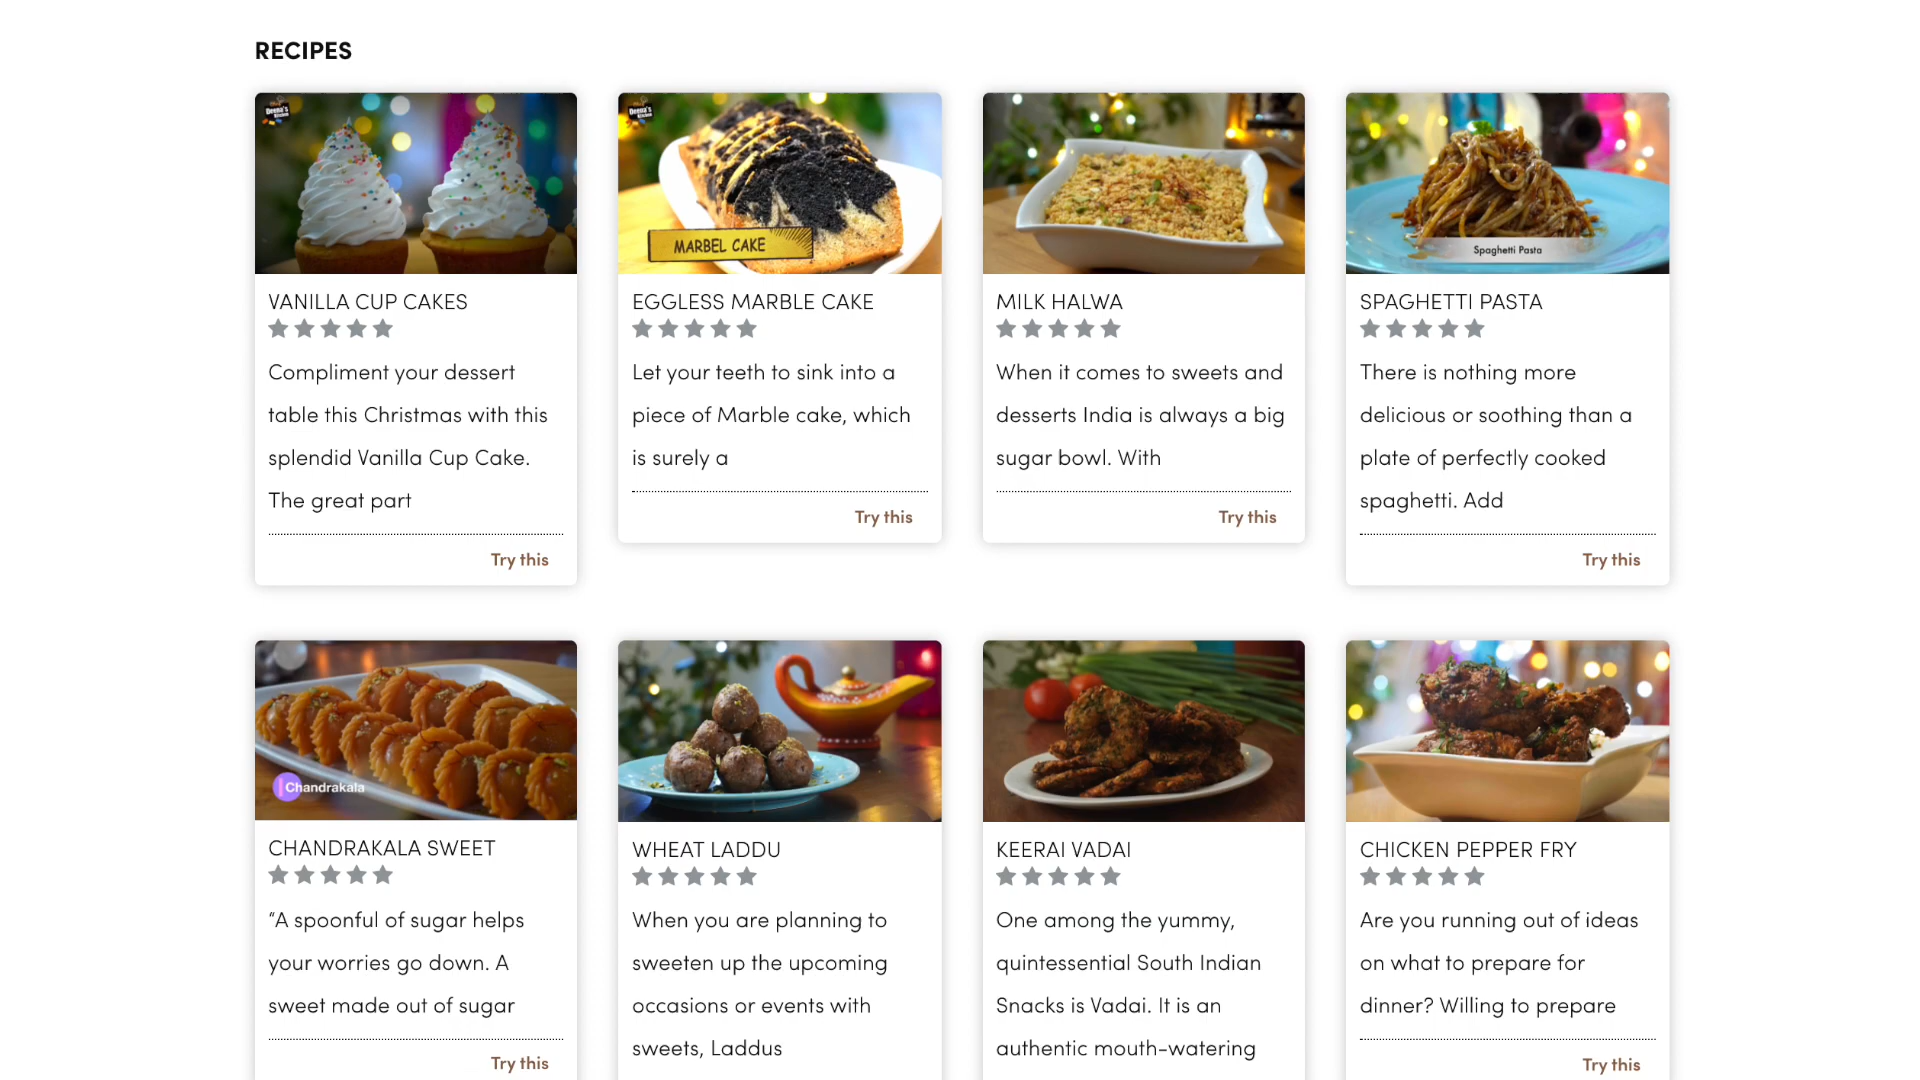 RECIPES
Deena's
Kitchen
VANILLA CUP CAKES
Compliment your dessert
table this Christmas with this
splendid Vanilla Cup Cake.
The great part
Try this
Deena's
Kitchen
MARBEL CAKE
EGGLESS MARBLE CAKE
Let your teeth to sink into a
piece of Marble cake, which
is surely a
Try this
MILK HALWA
When it comes to sweets and
desserts India is always a big
sugar bowl. With
Try this
Spaghetti Pasta
SPAGHETTI PASTA
There is nothing more
delicious or soothing than a
plate of perfectly cooked
spaghetti. Add
Try this
Chandrakala
CHANDRAKALA SWEET
“A spoonful of sugar helps
your worries go down. A
sweet made out of sugar
Try this
WHEAT LADDU
When you are planning to
sweeten up the upcoming
occasions or events with
sweets, Laddus
KEERAI VADAI
One among the yummy,
quintessential South Indian
Snacks is Vadai. It is an
authentic mouth-watering
CHICKEN PEPPER FRY
Are you running out of ideas
on what to prepare for
dinner? Willing to prepare
Try this